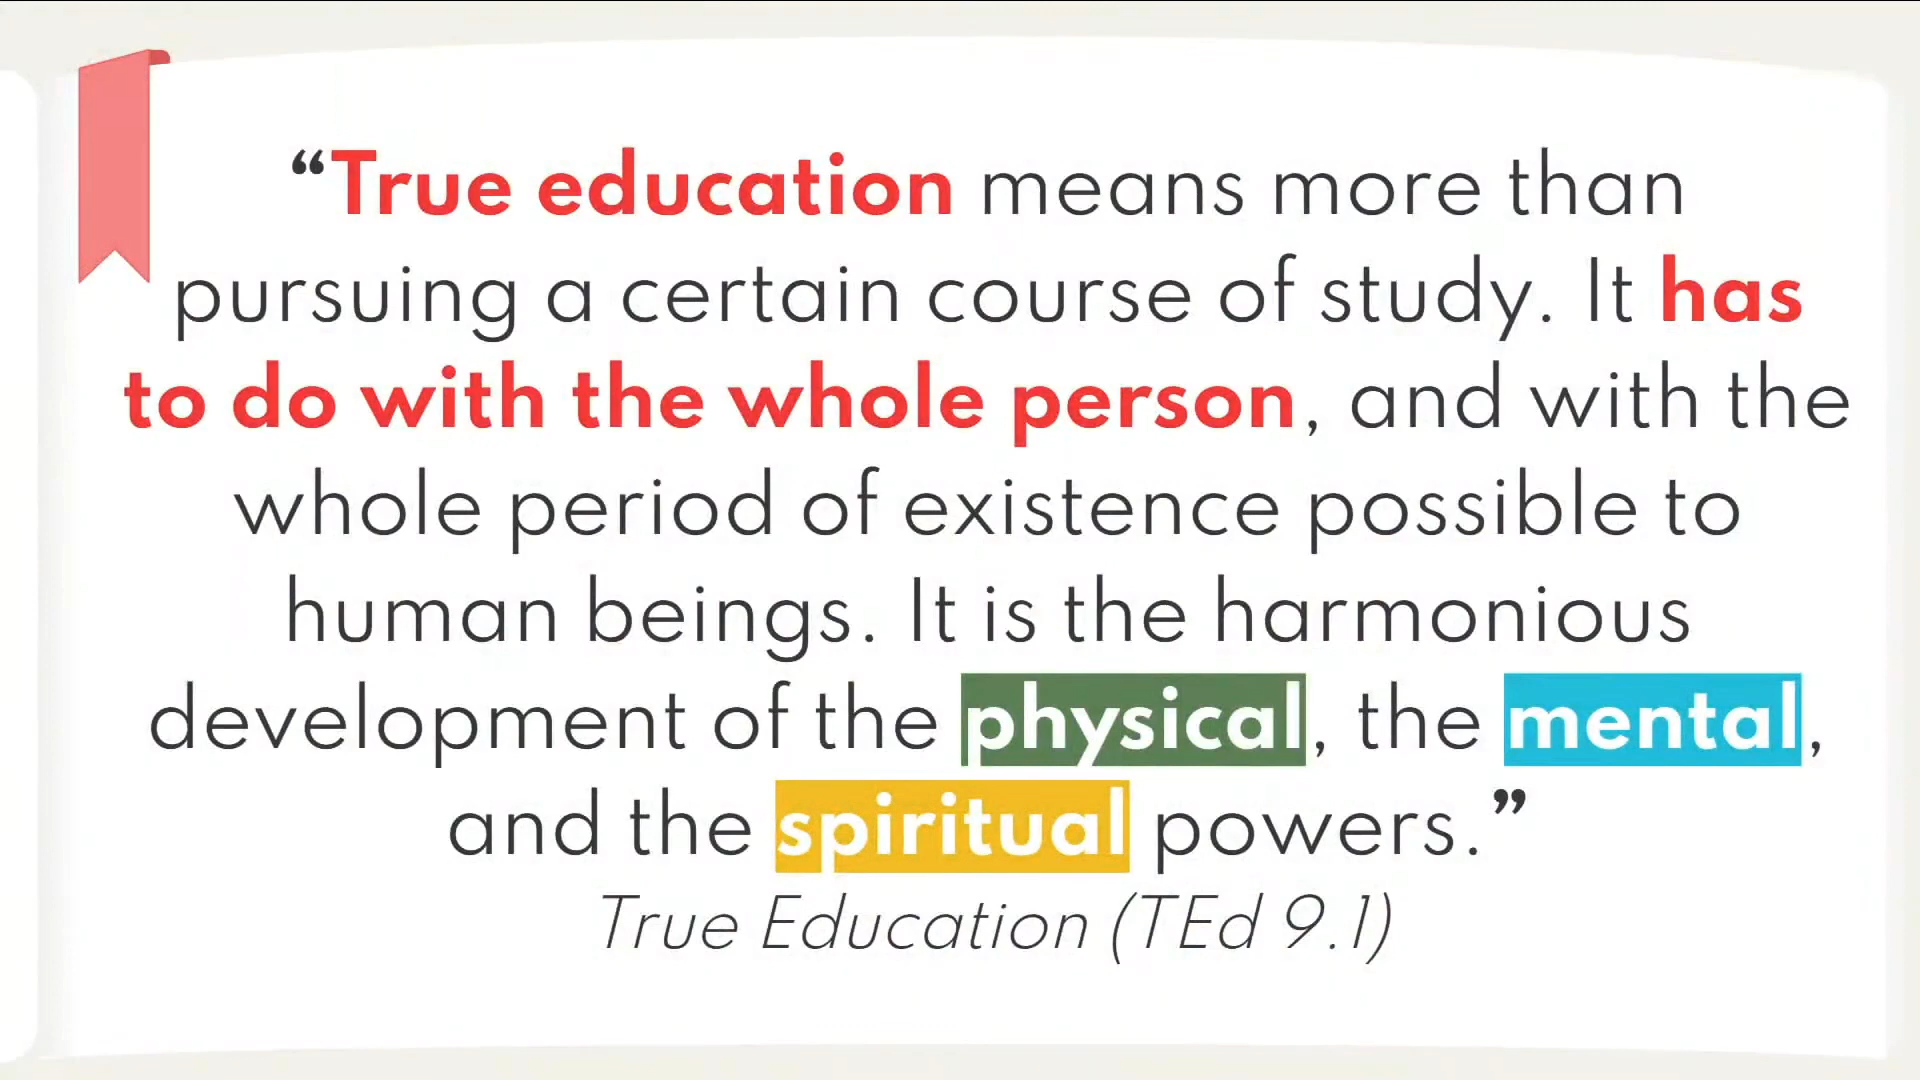 “True education means more than
pursuing a certain course of study. It has
to do with the whole person, and with the
whole period of existence possible to
human beings. It is the harmonious
development of the physical, the mental,
and the spiritual powers.”
True Education (TEd 9.1)